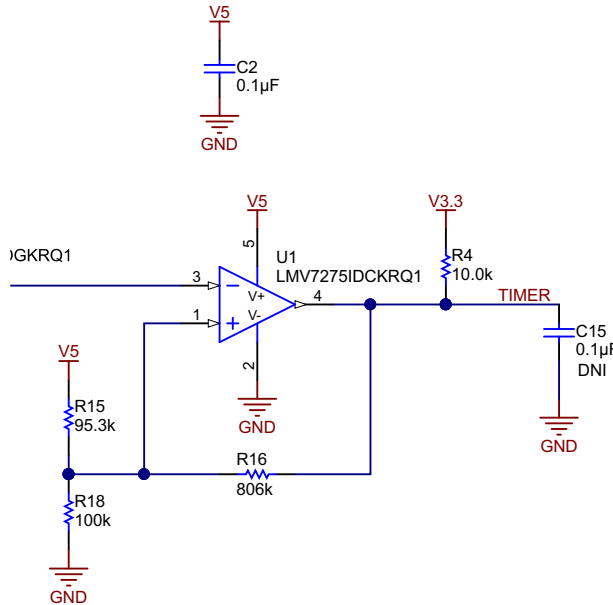 V5
C2
0.1µF
GND
V5
V3.3
GKRQ1
U1
LMV7275IDCKRQ1
R4
10.0k
5
3
V+
4
TIMER
1
V-
C15
0.1µF
DNI
V5
2
R15
95.3k
GND
GND
R16
806k
R18
100k
GND